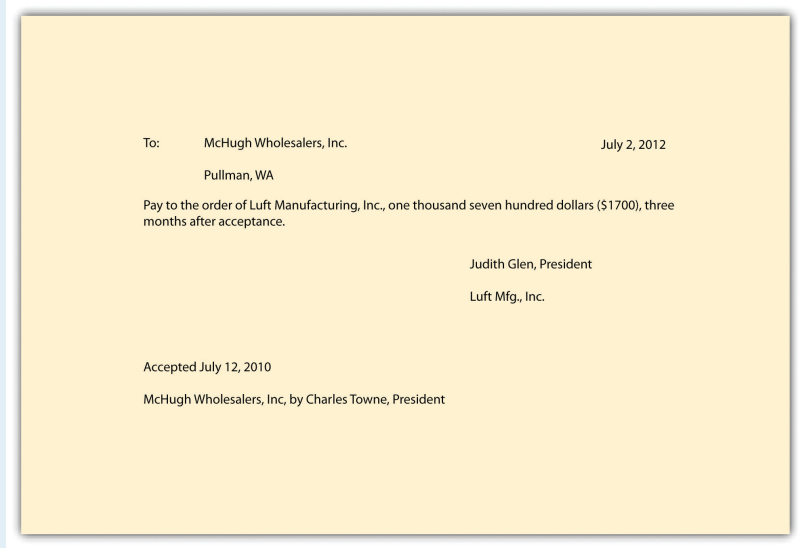 To: McHugh Wholesalers, Inc. July 2, 2012
Pullman, WA
Pay to the order of Luft Manufacturing, Inc., one thousand seven hundred dollars ($1700), three
months after acceptance.
Judith Glen, President
Luft Mfg., Inc.
Accepted July 12, 2010
McHugh Wholesalers, Inc, by Charles Towne, President